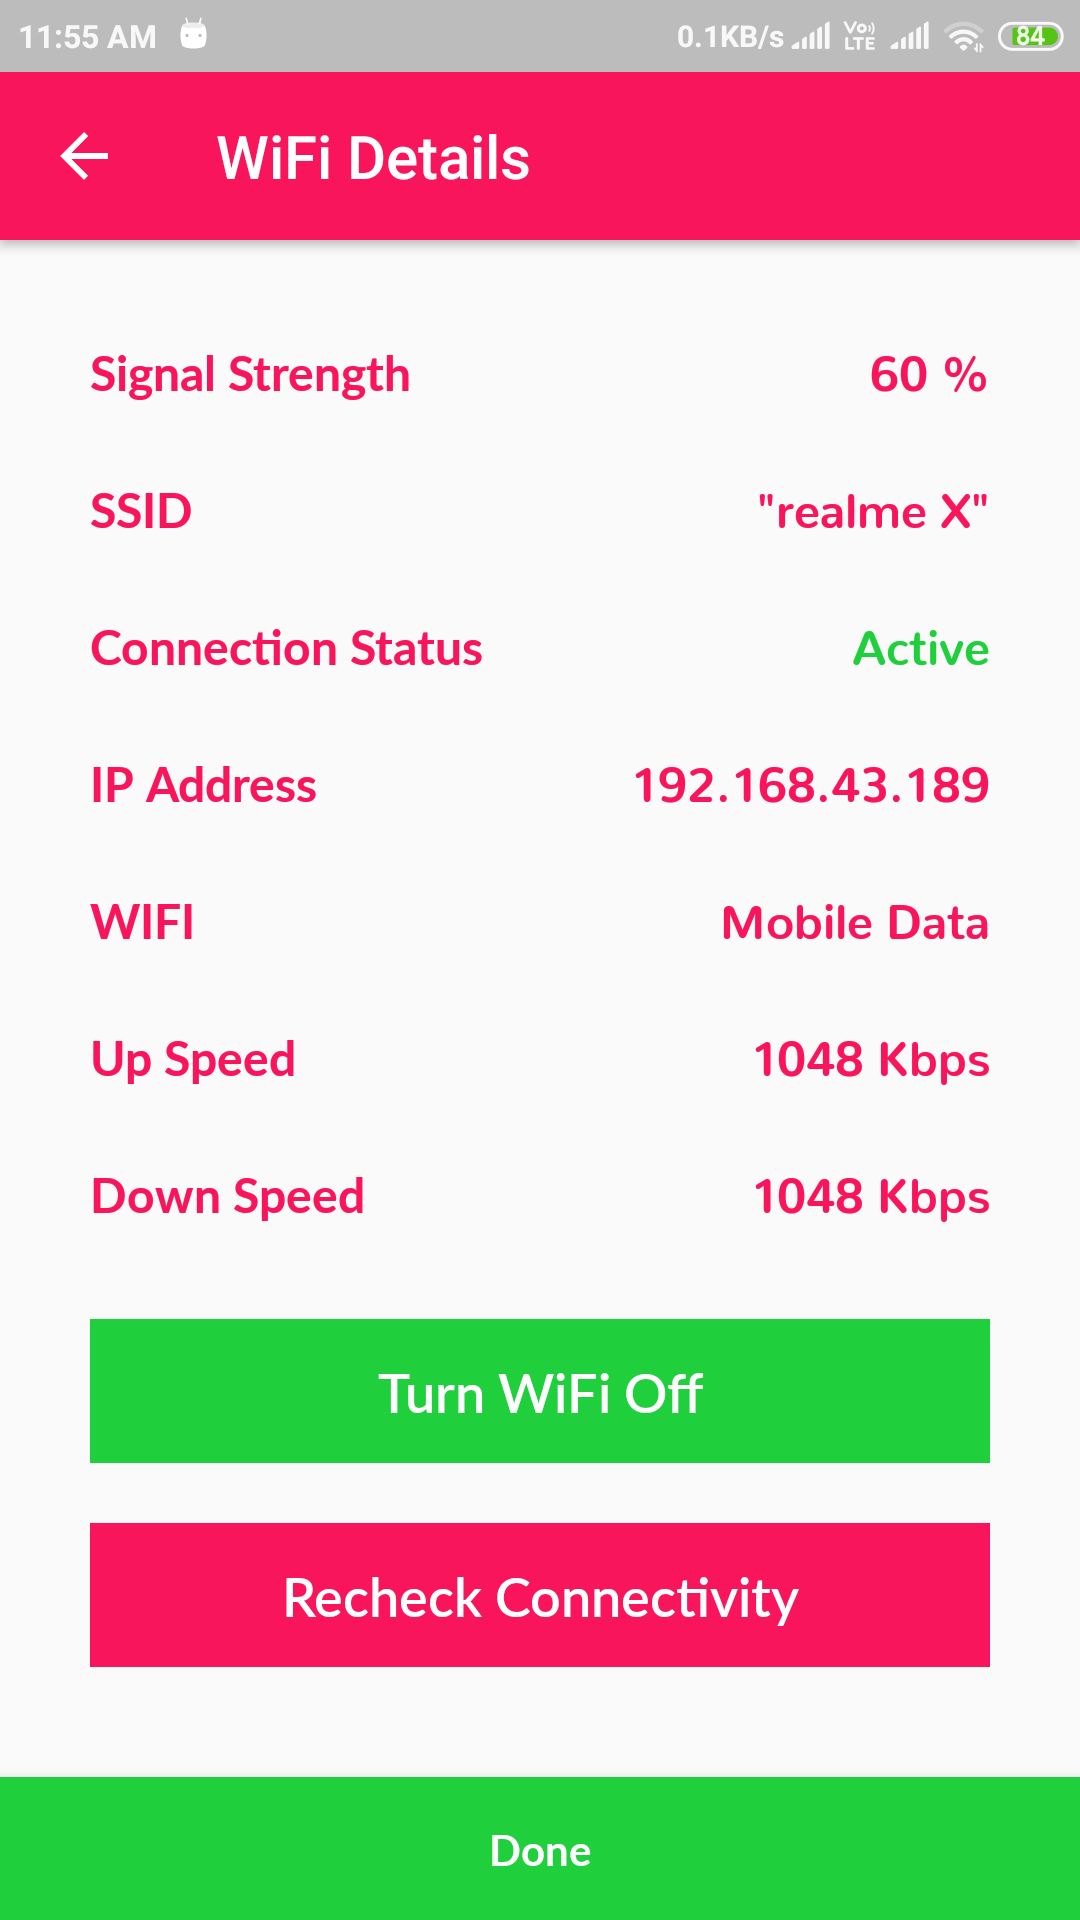 11:55 AM 0.1KB/s Vo LTE 84
WiFi Details
Signal Strength 60 %
SSID "realme X"
Connection Status Active
IP Address 192.168.43.189
WIFI Mobile Data
Up Speed 1048 Kbps
Down Speed 1048 Kbps
Turn WiFi Off
Recheck Connectivity
Done